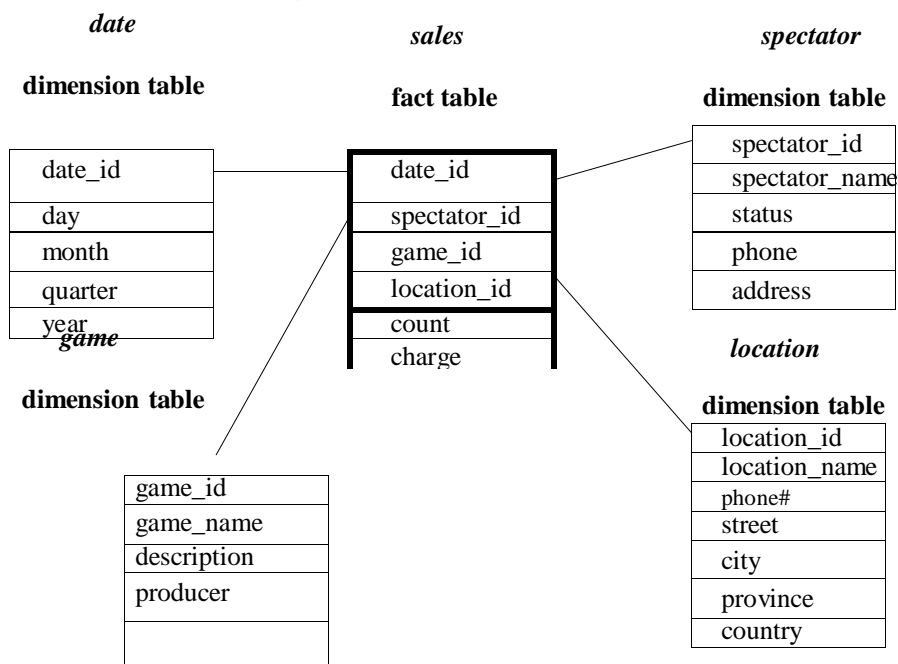 date
dimension table
date_id
day
month
quarter
year
sales
fact table
date_id
spectator_id
game_id
location_id
count
charge
spectator
dimension table
spectator_id
spectator_name
status
phone
address
game
dimension table
game_id
game_name
description
producer
location
dimension table
location_id
location_name
phone#
street
city
province
country